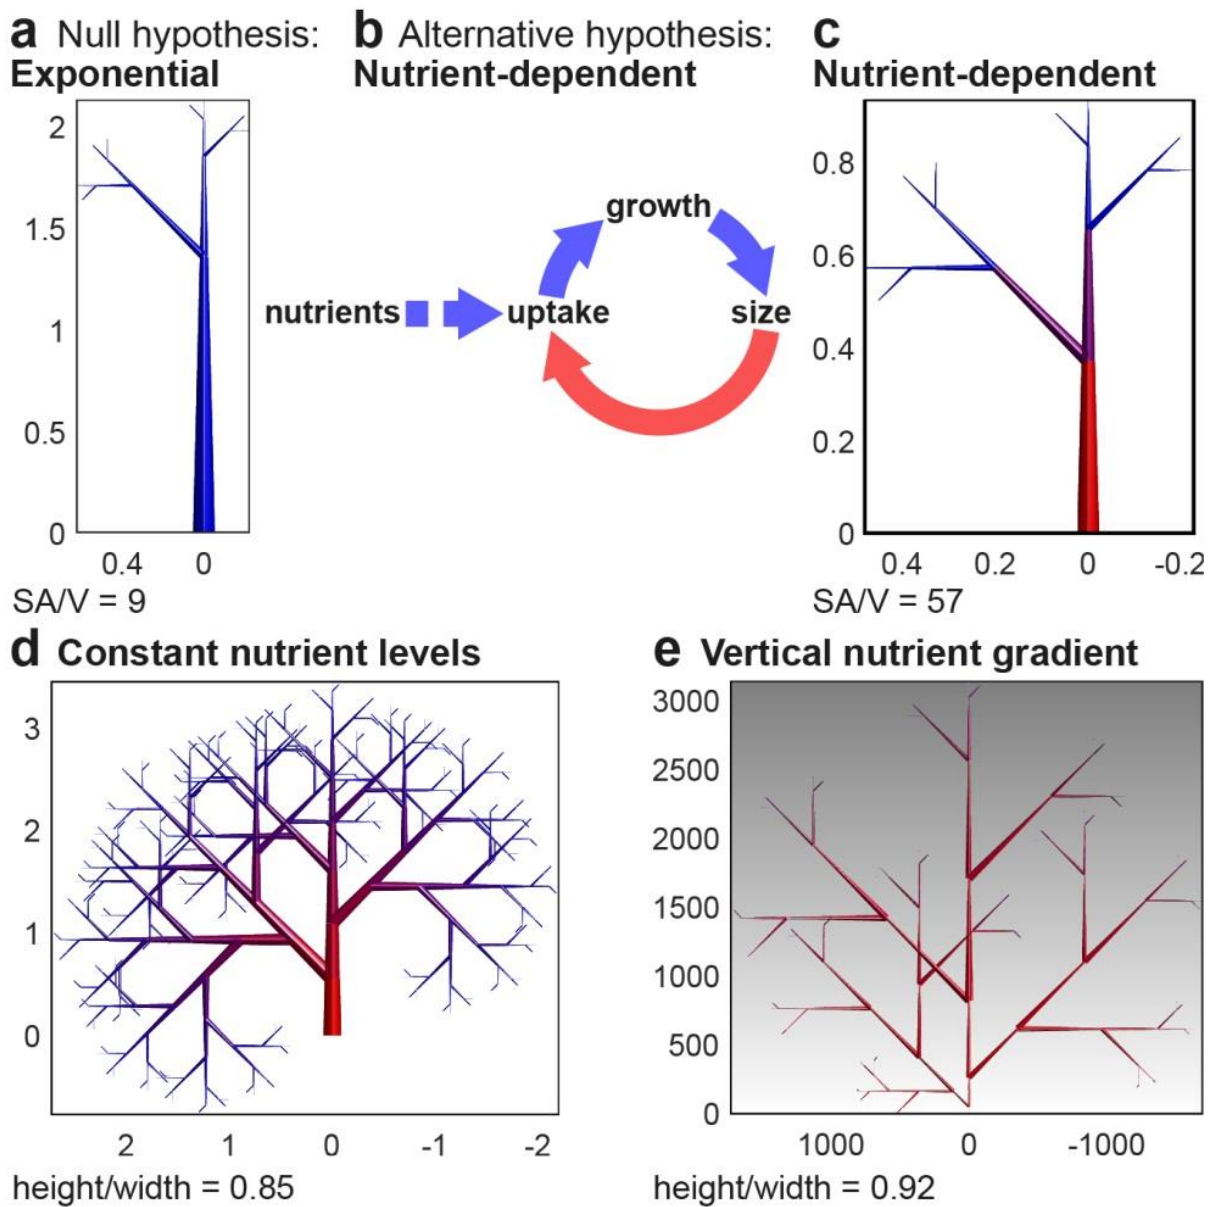 a Null hypothesis:
Exponential
2
1.5
1
0.5
0
0.4 0
SA/V = 9
b Alternative hypothesis:
Nutrient-dependent
growth
nutrients uptake size
c
Nutrient-dependent
0.8
0.6
0.4
0.2
0
0.4 0.2 0 -0.2
SA/V = 57
d Constant nutrient levels
3
2
1
0
2 1 0 -1 -2
height/width = 0.85
e Vertical nutrient gradient
3000
2500
2000
1500
1000
500
0
1000 0 -1000
height/width = 0.92